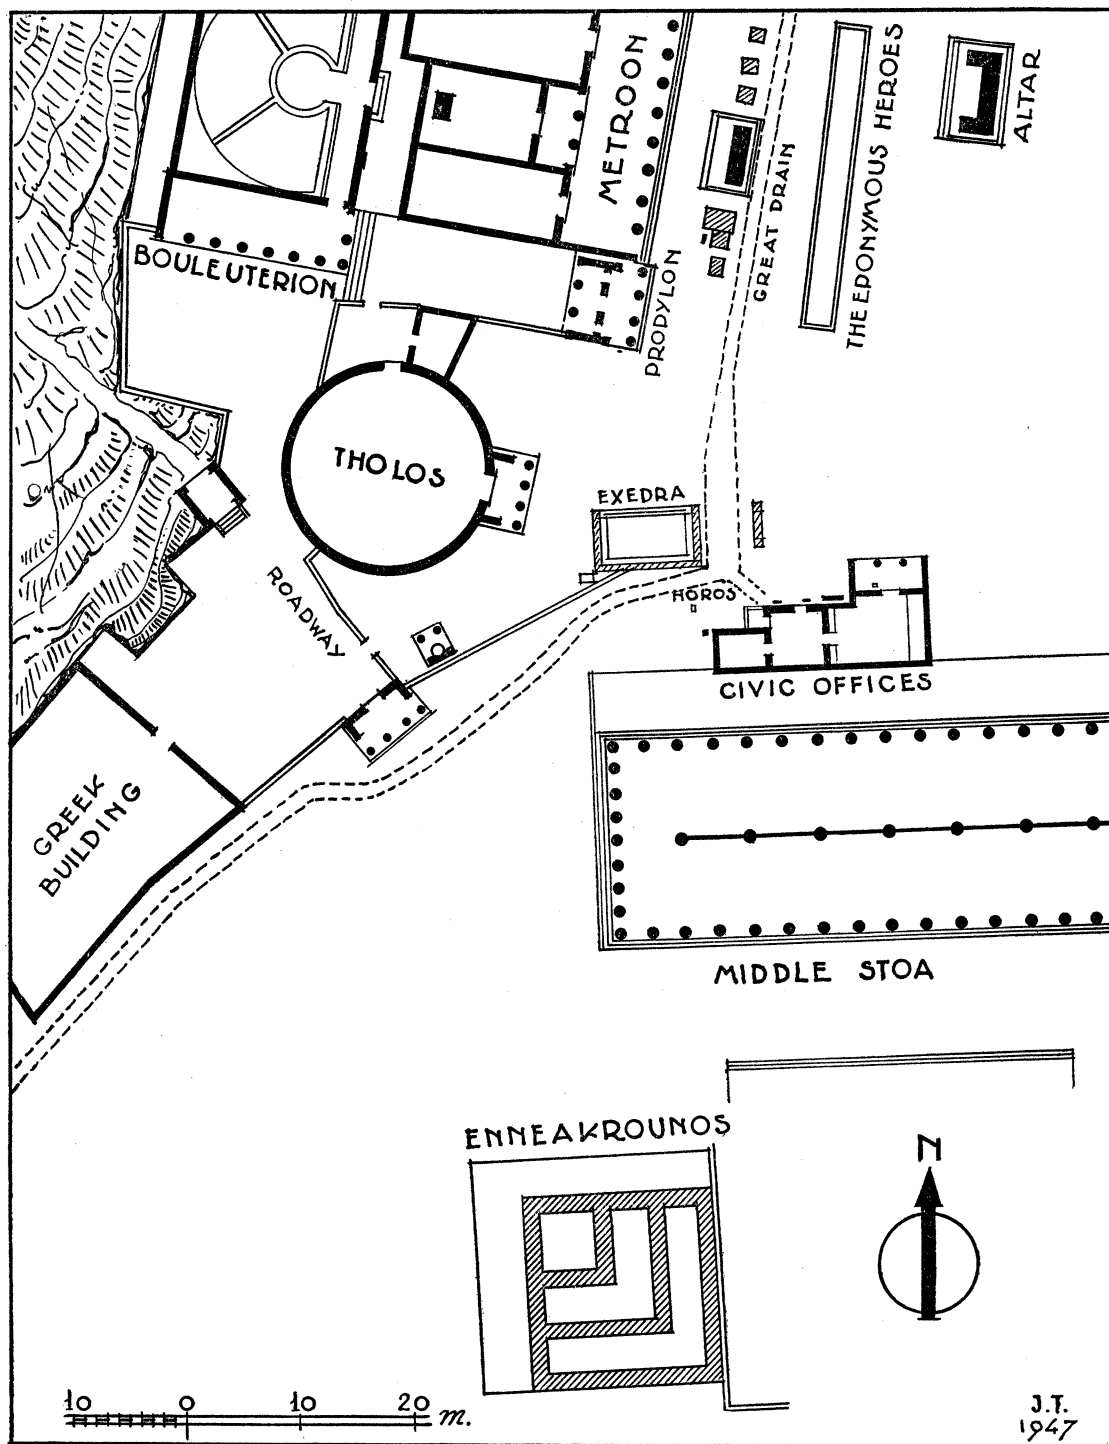 METROON
THE EPONYMOUS HEROES
ALTAR
GREAT DRAIN
BOULEUTERION
PROPYLON
THOLOS
EXEDRA
ROADWAY
HOROS
CIVIC OFFICES
GREEK
BUILDING
MIDDLE STOA
ENNEAKROUNOS
N
10 0 10 20 m.
J.T.
1947